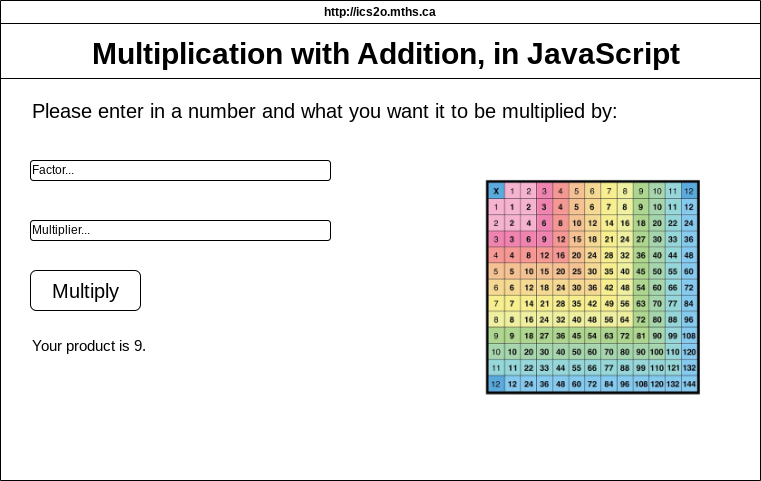 http://ics2o.mths.ca
Multiplication with Addition, in JavaScript
Please enter in a number and what you want it to be multiplied by:
Factor...
Multiplier...
Multiply
Your product is 9.
X 1 2 3 4 5 6 7 8 9 10 11 12
1 1 2 3 4 5 6 7 8 9 10 11 12
2 2 4 6 8 10 12 14 16 18 20 22 24
3 3 6 9 12 15 18 21 24 27 30 33 36
4 4 8 12 16 20 24 28 32 36 40 44 48
5 5 10 15 20 25 30 35 40 45 50 55 60
6 6 12 18 24 30 36 42 48 54 60 66 72
7 7 14 21 28 35 42 49 56 63 70 77 84
8 8 16 24 32 40 48 56 64 72 80 88 96
9 9 18 27 36 45 54 63 72 81 90 99 108
10 10 20 30 40 50 60 70 80 90 100 110 120
11 11 22 33 44 55 66 77 88 99 110 121 132
12 12 24 36 48 60 72 84 96 108 120 132 144